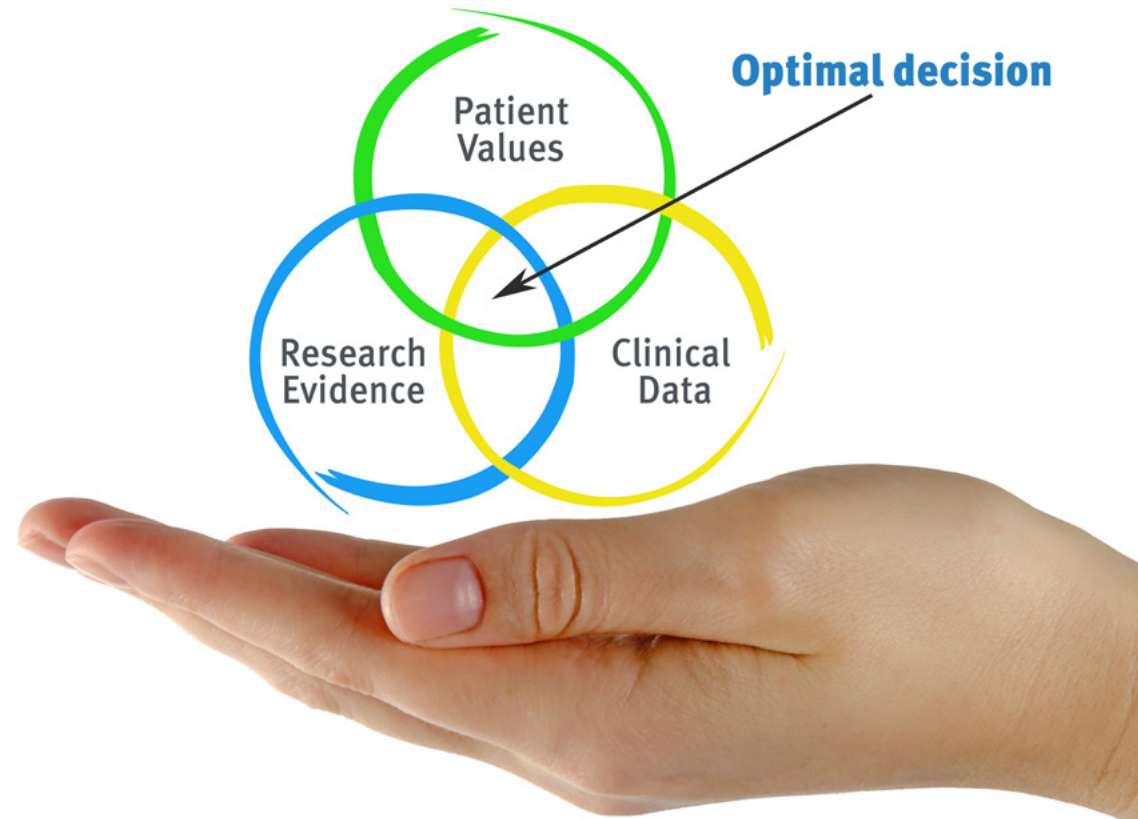 Optimal decision
Patient
Values
Research
Evidence
Clinical
Data